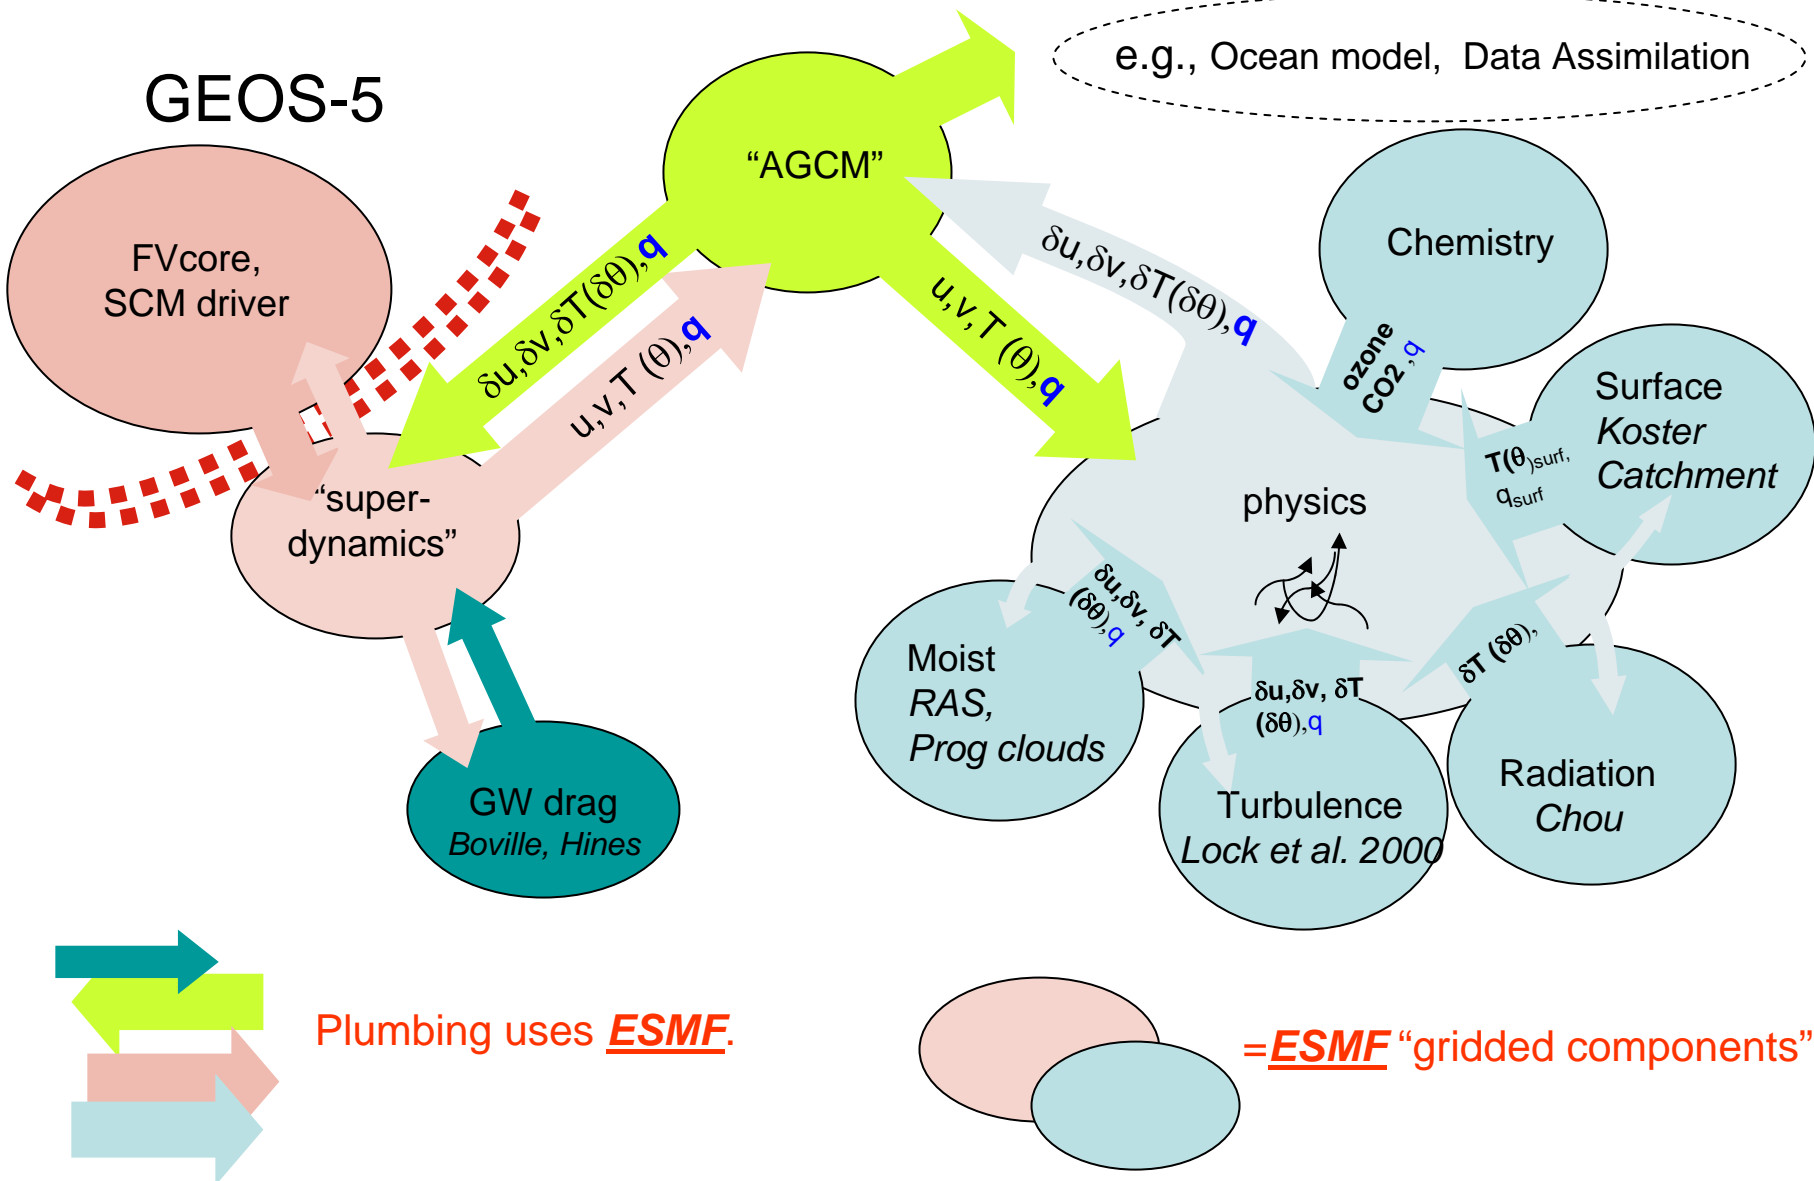 GEOS-5
e.g., Ocean model, Data Assimilation
“AGCM”
FVcore,
SCM driver
δu,δv,δT(δθ),q
u,v,T (θ),q
u,v,T (θ),q
δu,δv,δT(δθ),q
Chemistry
ozone
CO2 ,q
Surface
Koster
Catchment
T(θ)surf,
qsurf
“super-
dynamics”
physics
δu,δv, δT
(δθ),q
Moist
RAS,
Prog clouds
δu,δv, δT
(δθ),q
δT (δθ),
Turbulence
Lock et al. 2000
Radiation
Chou
GW drag
Boville, Hines
Plumbing uses ESMF.
=ESMF “gridded components”